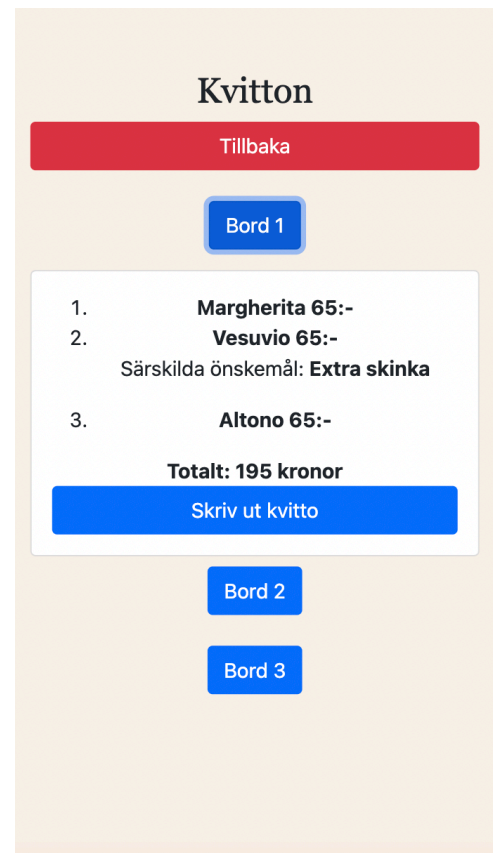 Kvitton
Tillbaka
Bord 1
1. Margherita 65:-
2. Vesuvio 65:-
Särskilda önskemål: Extra skinka
3. Altono 65:-
Totalt: 195 kronor
Skriv ut kvitto
Bord 2
Bord 3